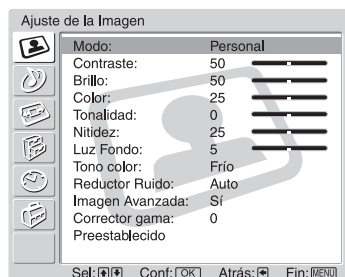 Ajuste de la Imagen
Modo: Personal
Contraste: 50
Brillo: 50
Color: 25
Tonalidad: 0
Nitidez: 25
Luz Fondo: 5
Tono color: Frío
Reductor Ruido: Auto
Imagen Avanzada: Sí
Corrector gama: 0
Preestablecido
Sel: Conf: OK Atrás: Fin: MENU